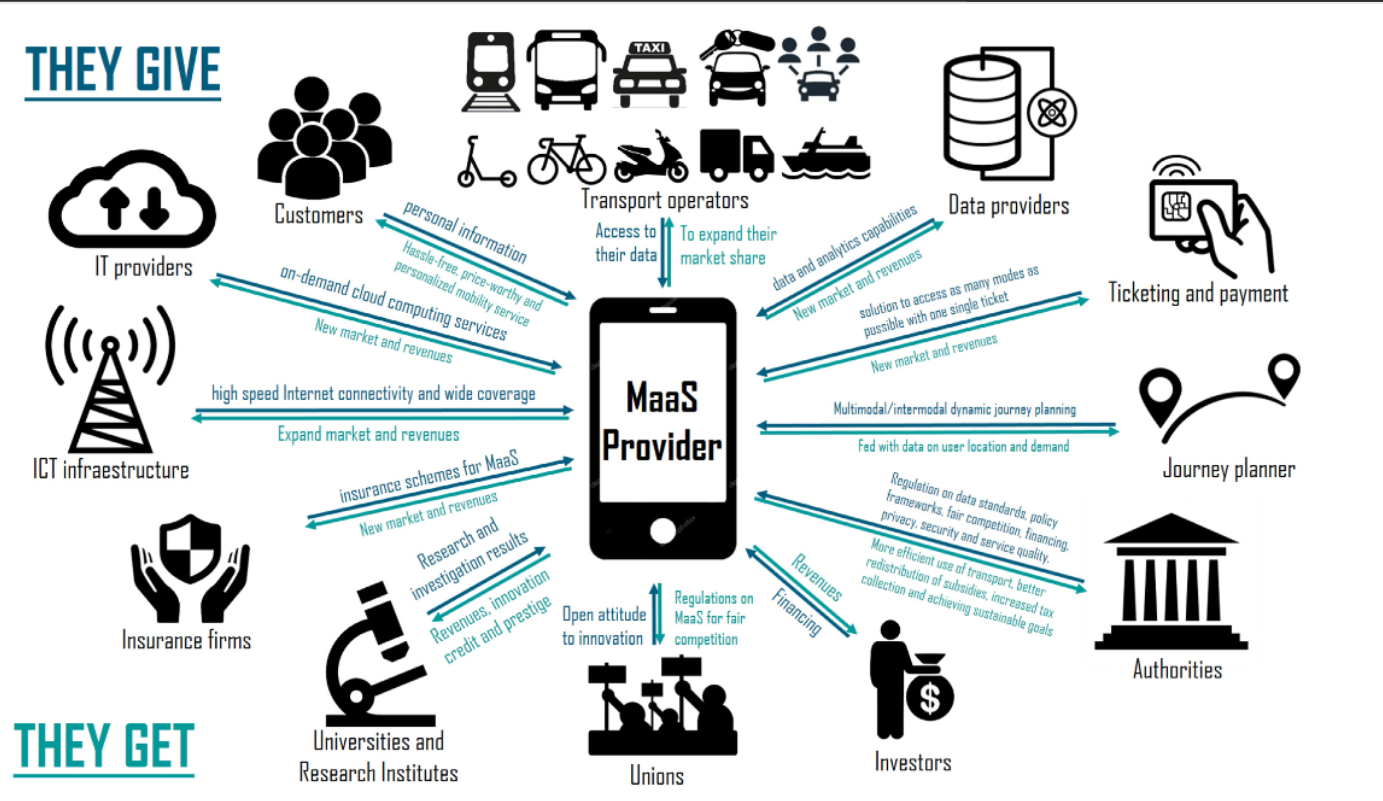 THEY GIVE
TAXI
Customers
Transport operators
Data providers
IT providers
Ticketing and payment
personal information
Hassle-free, price-worthy and
personalized mobility service
Access to
their data
To expand their
market share
data and analytics capabilities
New market and revenues
on-demand cloud computing services
New market and revenues
solution to access as many modes as
pussible with one single ticket
New market and revenues
high speed Internet connectivity and wide coverage
Expand market and revenues
ICT infraestructure
MaaS
Provider
Multimodal/intermodal dynamic journey planning
Fed with data on user location and demand
Journey planner
insurance schemes for MaaS
New market and revenues
Insurance firms
Regulation on data standards, policy
frameworks, fair competition, financing,
privacy, security and service quality.
More efficient use of transport, better
redistribution of subsidies, increased tax
collection and achieving sustainable goals
Authorities
Research and
investigation results
Revenues, innovation
credit and prestige
Universities and
Research Institutes
Open attitude
to innovation
Regulations on
MaaS for fair
competition
Unions
Revenues
Financing
$
Investors
THEY GET